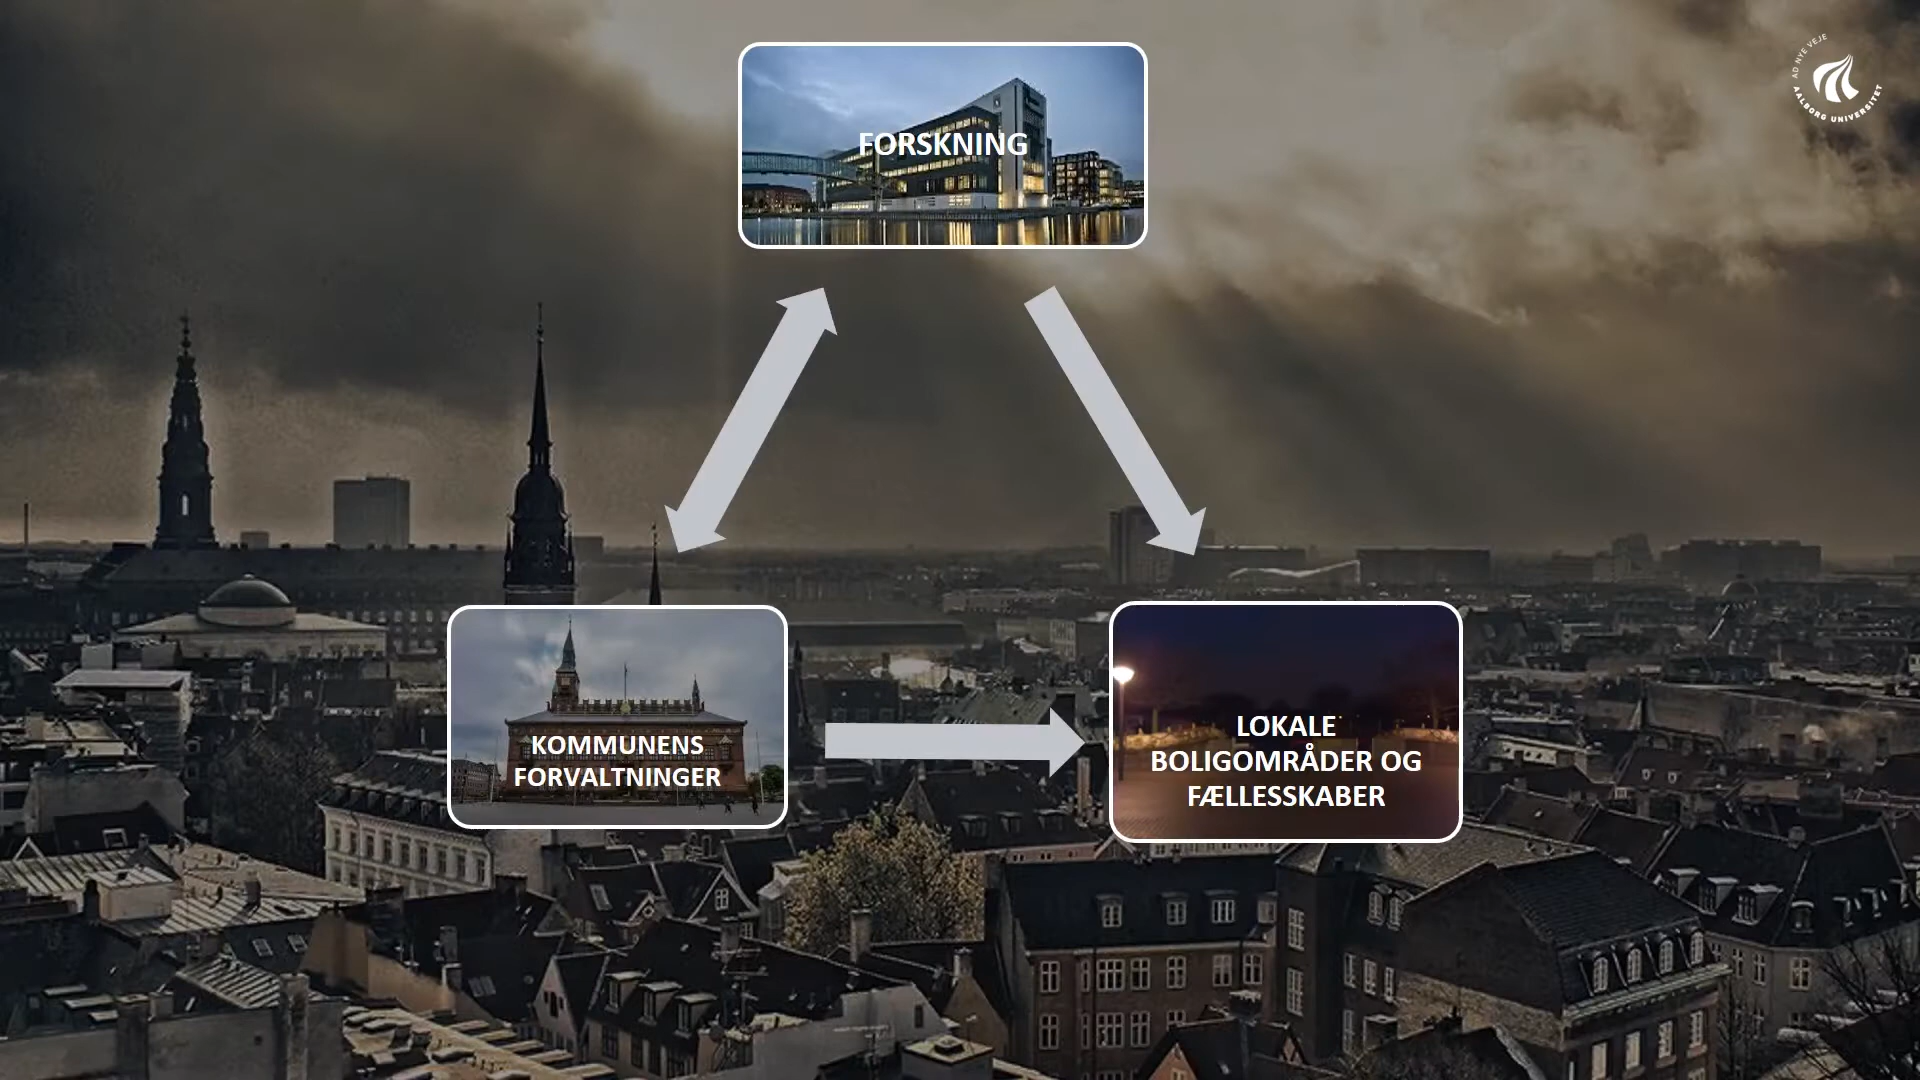 FORSKNING
AD NYE VEJE
AALBORG UNIVERSITET
KOMMUNENS
FORVALTNINGER
LOKALE
BOLIGOMRÅDER OG
FÆLLESSKABER